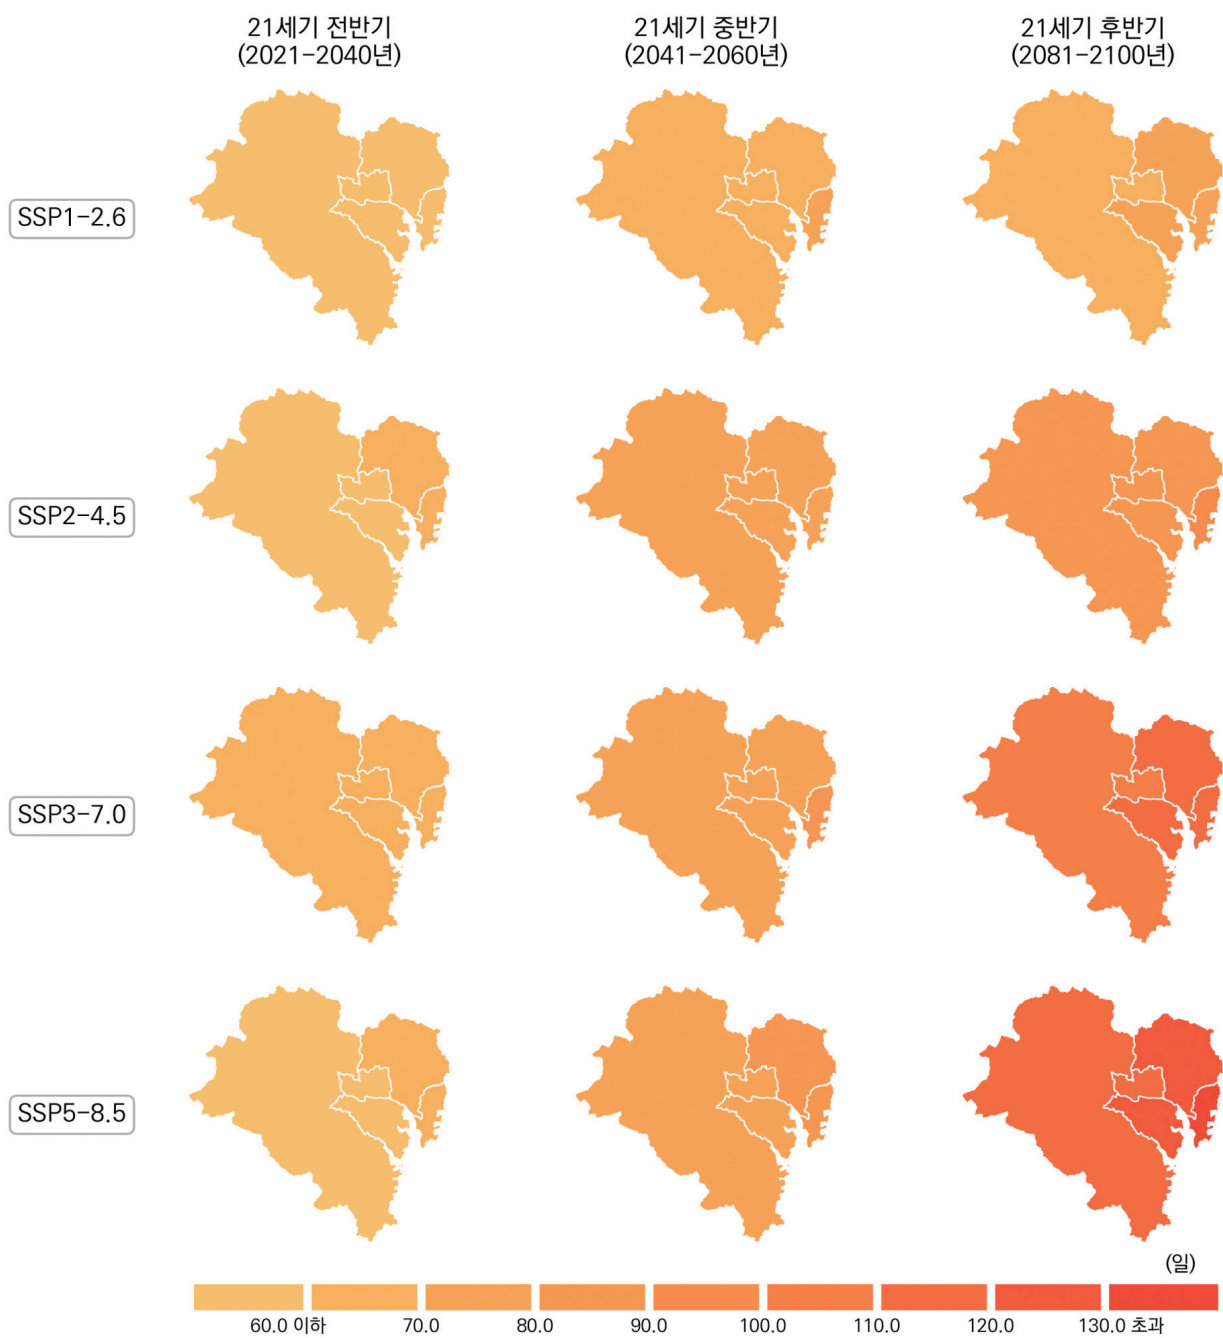 21세기 전반기
(2021-2040년)
21세기 중반기
(2041-2060년)
21세기 후반기
(2081-2100년)
SSP1-2.6
SSP2-4.5
SSP3-7.0
SSP5-8.5
(일)
60.0 이하 70.0 80.0 90.0 100.0 110.0 120.0 130.0 초과